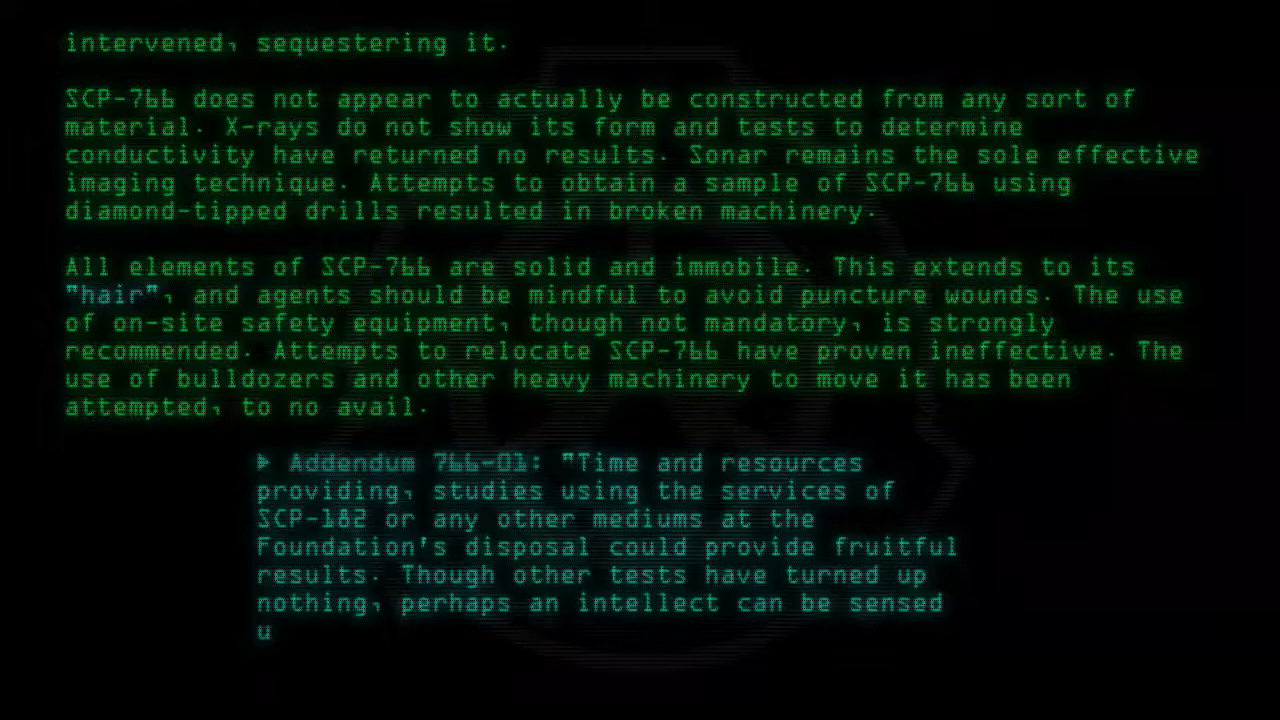 intervened, sequestering it.
SCP-766 does not appear to actually be constructed from any sort of
material. X-rays do not show its form and tests to determine
conductivity have returned no results. Sonar remains the sole effective
imaging technique. Attempts to obtain a sample of SCP-766 using
diamond-tipped drills resulted in broken machinery.
All elements of SCP-766 are solid and immobile. This extends to its
"hair", and agents should be mindful to avoid puncture wounds. The use
of on-site safety equipment, though not mandatory, is strongly
recommended. Attempts to relocate SCP-766 have proven ineffective. The
use of bulldozers and other heavy machinery to move it has been
attempted, to no avail.
▶ Addendum 766-01: "Time and resources
providing, studies using the services of
SCP-182 or any other mediums at the
Foundation's disposal could provide fruitful
results. Though other tests have turned up
nothing, perhaps an intellect can be sensed
u